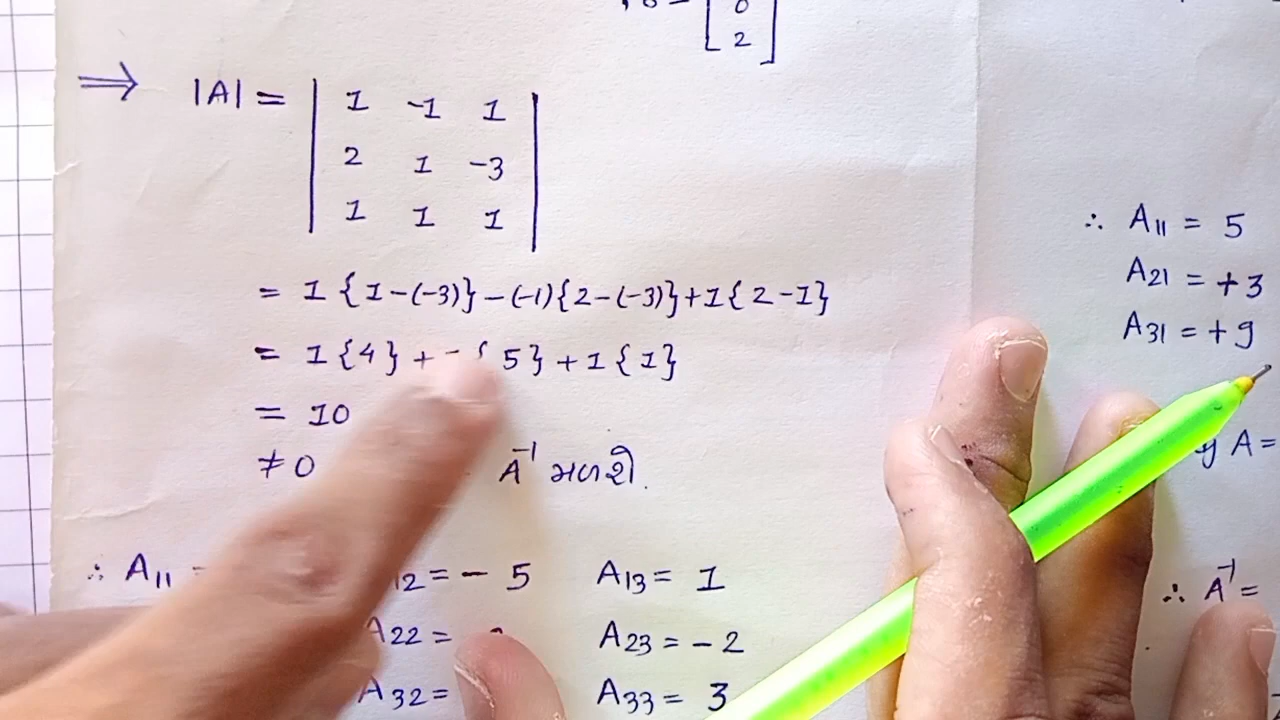 0
2
⇒ |A| = | 1 -1 1 |
| 2 1 -3 |
| 1 1 1 |
= 1 {1-(-3)} - (-1){2-(-3)} + 1{2-1}
= 1{4} + { 5} + 1{1}
= 10
≠ 0
A⁻¹ મળશે.
∴ A11 =
12 = - 5
A13 = 1
A22 =
A23 = - 2
A32 =
A33 = 3
∴ A11 = 5
A21 = +3
A31 = +9
y A =
∴ A⁻¹ =